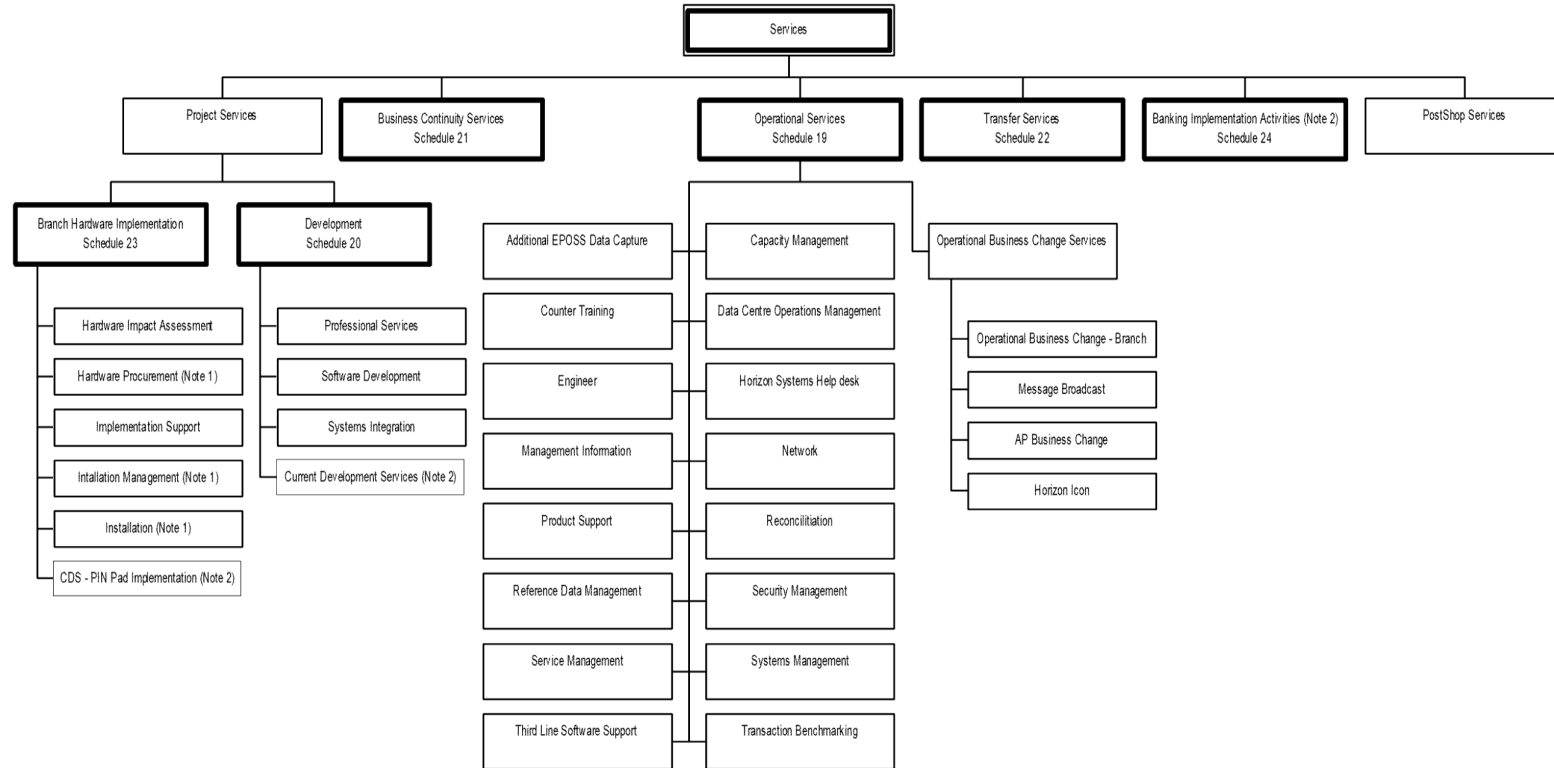 Services
Project Services
Business Continuity Services
Schedule 21
Operational Services
Schedule 19
Transfer Services
Schedule 22
Banking Implementation Activities (Note 2)
Schedule 24
PostShop Services
Branch Hardware Implementation
Schedule 23
Development
Schedule 20
Hardware Impact Assessment
Hardware Procurement (Note 1)
Implementation Support
Intallation Management (Note 1)
Installation (Note 1)
CDS - PIN Pad Implementation (Note 2)
Professional Services
Software Development
Systems Integration
Current Development Services (Note 2)
Additional EPOSS Data Capture
Capacity Management
Counter Training
Data Centre Operations Management
Engineer
Horizon Systems Help desk
Management Information
Network
Product Support
Reconcilitiation
Reference Data Management
Security Management
Service Management
Systems Management
Third Line Software Support
Transaction Benchmarking
Operational Business Change Services
Operational Business Change - Branch
Message Broadcast
AP Business Change
Horizon Icon